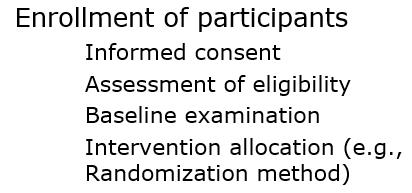 Enrollment of participants
Informed consent
Assessment of eligibility
Baseline examination
Intervention allocation (e.g.,
Randomization method)